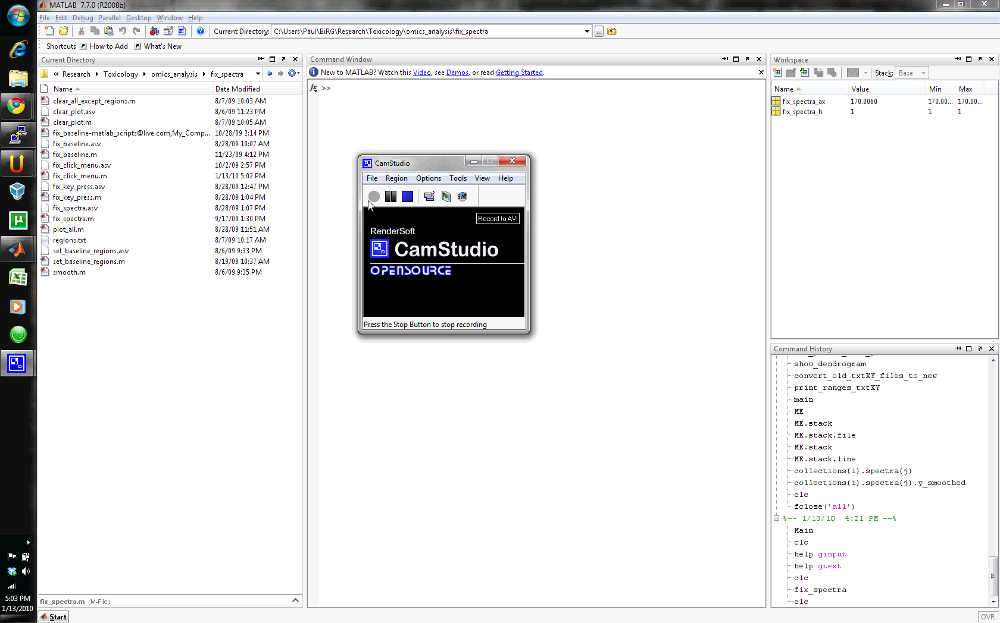 MATLAB 7.7.0 (R2008b)
File Edit Debug Parallel Desktop Window Help
Current Directory: C:\Users\Paul\BiRG\Research\Toxicology\omics_analysis\fix_spectra
Shortcuts How to Add What's New
Current Directory
« Research Toxicology omics_analysis fix_spectra
Name Date Modified
clear_all_except_regions.m 8/7/09 10:03 AM
clear_plot.asv 8/6/09 11:23 PM
clear_plot.m 8/7/09 10:05 AM
fix_baseline-matlab_scripts@live.com,My_Comp... 10/28/09 2:14 PM
fix_baseline.asv 8/28/09 10:07 AM
fix_baseline.m 11/23/09 4:12 PM
fix_click_menu.asv 10/2/09 2:57 PM
fix_click_menu.m 1/13/10 5:02 PM
fix_key_press.asv 8/28/09 12:47 PM
fix_key_press.m 8/28/09 1:04 PM
fix_spectra.asv 8/28/09 1:07 PM
fix_spectra.m 9/17/09 1:30 PM
plot_all.m 8/28/09 11:51 AM
regions.txt 8/7/09 10:17 AM
set_baseline_regions.asv 8/6/09 9:33 PM
set_baseline_regions.m 8/19/09 10:37 AM
smooth.m 8/6/09 9:35 PM
fix_spectra.m (M-File)
Start
5:03 PM
1/13/2010
Command Window
New to MATLAB? Watch this Video, see Demos, or read Getting Started.
fx >>
CamStudio
File Region Options Tools View Help
SWf
Record to AVI
RenderSoft
CamStudio
OPENSOURCE
Press the Stop Button to stop recording
Workspace
Stack: Base
Name Value Min Max
fix_spectra_ax 170.0060 170.00... 170.00...
fix_spectra_h 1 1 1
Command History
show_dendrogram
convert_old_txtXY_files_to_new
print_ranges_txtXY
main
ME
ME.stack
ME.stack.file
ME.stack
ME.stack.line
collections{i}.spectra{j}
collections{i}.spectra{j}.y_smoothed
clc
fclose('all')
%-- 1/13/10 4:21 PM --%
Main
clc
help ginput
help gtext
clc
fix_spectra
clc
OVR